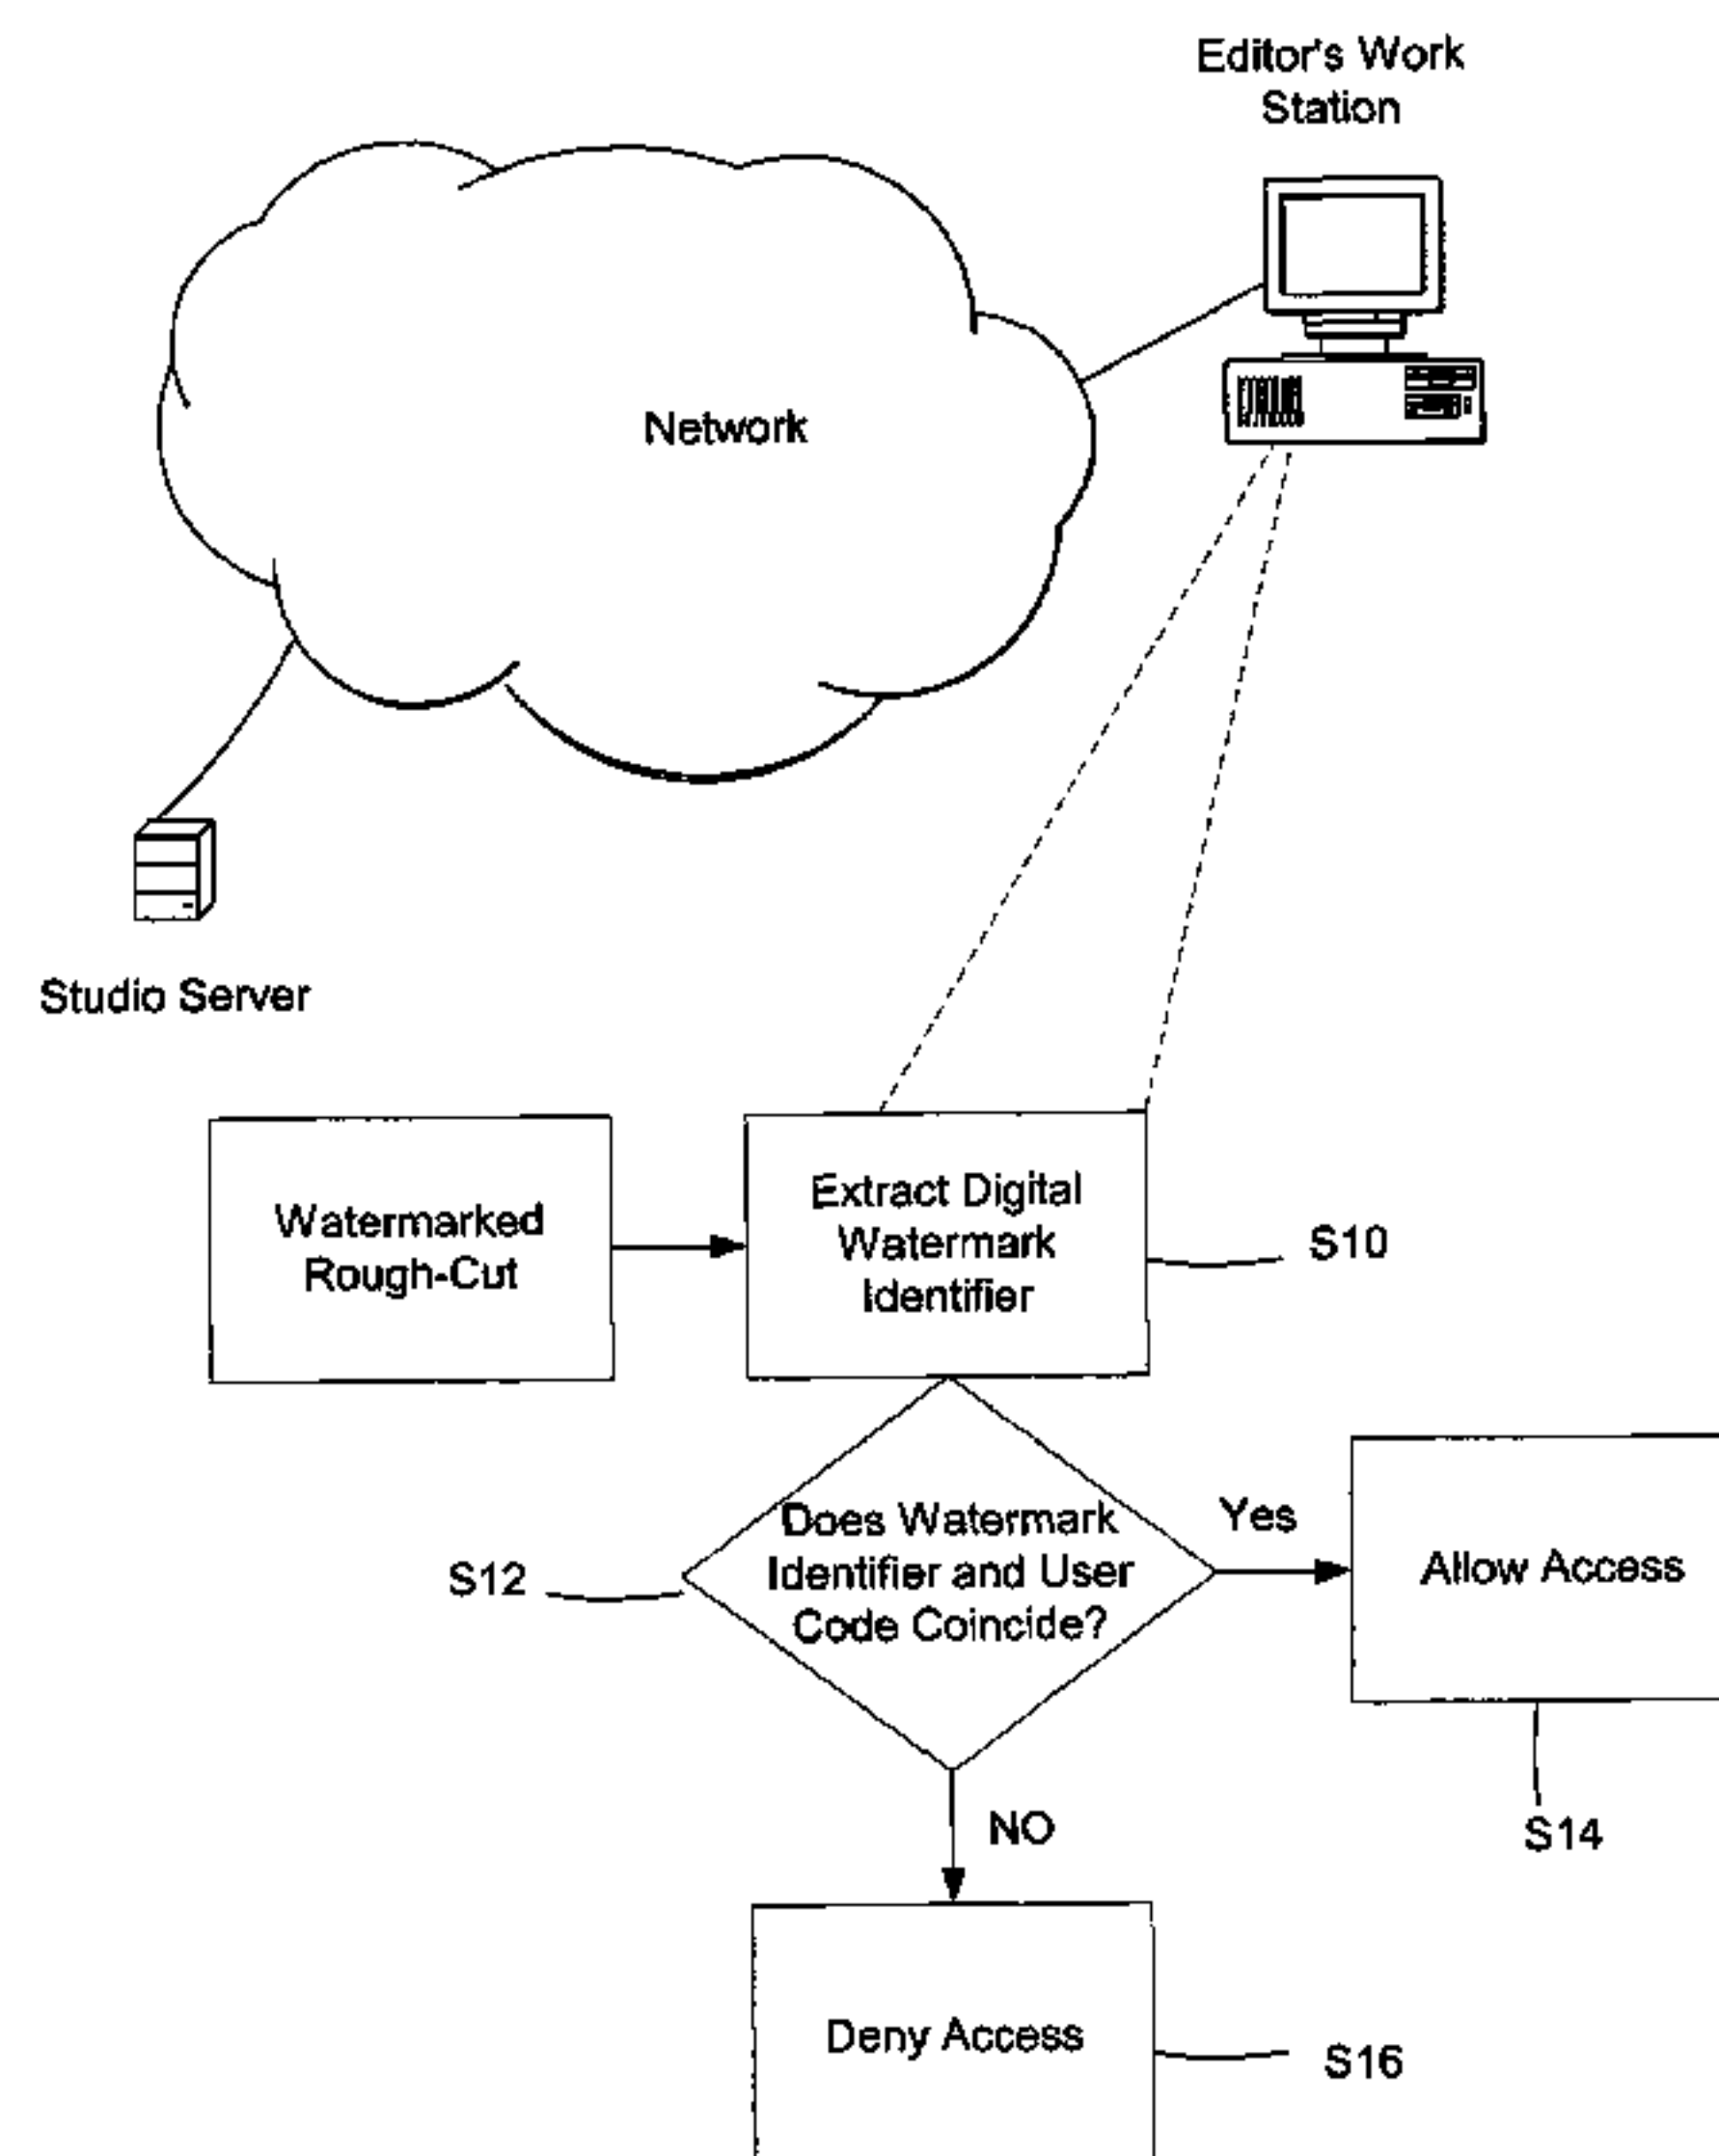 Editor's Work
Station
Network
Studio Server
Watermarked
Rough-Cut
Extract Digital
Watermark
Identifier
S10
Does Watermark
Identifier and User
Code Coincide?
S12
Yes
Allow Access
S14
NO
Deny Access
S16